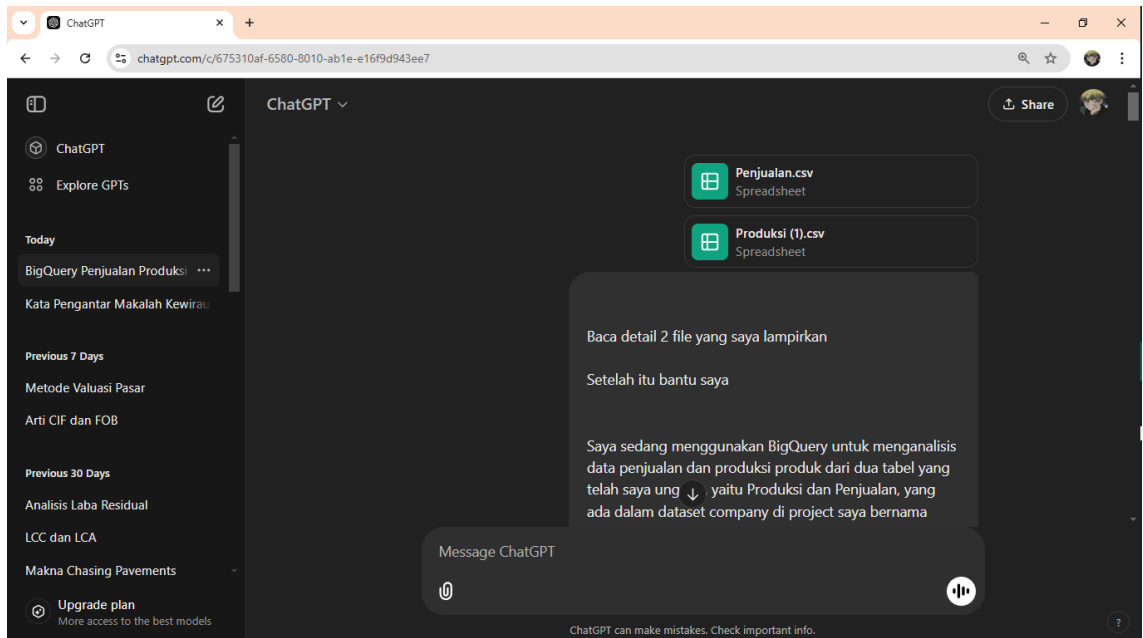 ChatGPT
chatgpt.com/c/675310af-6580-8010-ab1e-e16f9d943ee7
ChatGPT
Share
ChatGPT
Explore GPTs
Today
BigQuery Penjualan Produksi
Kata Pengantar Makalah Kewirau
Previous 7 Days
Metode Valuasi Pasar
Arti CIF dan FOB
Previous 30 Days
Analisis Laba Residual
LCC dan LCA
Makna Chasing Pavements
Upgrade plan
More access to the best models
Penjualan.csv
Spreadsheet
Produksi (1).csv
Spreadsheet
Baca detail 2 file yang saya lampirkan
Setelah itu bantu saya
Saya sedang menggunakan BigQuery untuk menganalisis
data penjualan dan produksi produk dari dua tabel yang
telah saya ung yaitu Produksi dan Penjualan, yang
ada dalam dataset company di project saya bernama
Message ChatGPT
ChatGPT can make mistakes. Check important info.
?